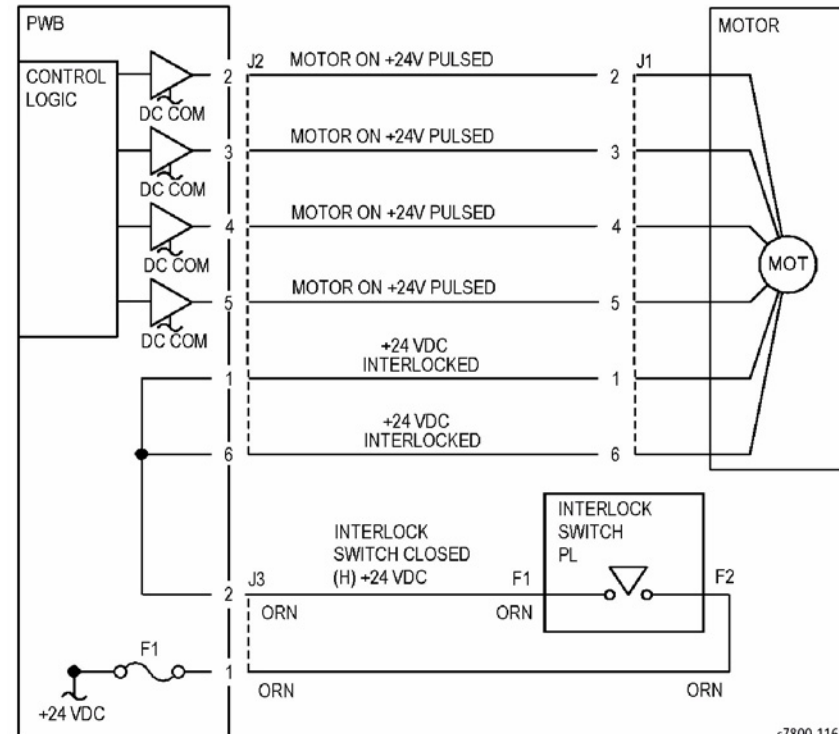 PWB
MOTOR
CONTROL
LOGIC
J2
J1
2
MOTOR ON +24V PULSED
2
DC COM
3
MOTOR ON +24V PULSED
3
DC COM
4
MOTOR ON +24V PULSED
4
MOT
DC COM
5
MOTOR ON +24V PULSED
5
DC COM
1
+24 VDC
INTERLOCKED
1
6
+24 VDC
INTERLOCKED
6
INTERLOCK
SWITCH CLOSED
(H) +24 VDC
INTERLOCK
SWITCH
PL
2
J3
F1
F2
ORN
ORN
F1
1
ORN
ORN
+24 VDC
s7800-116